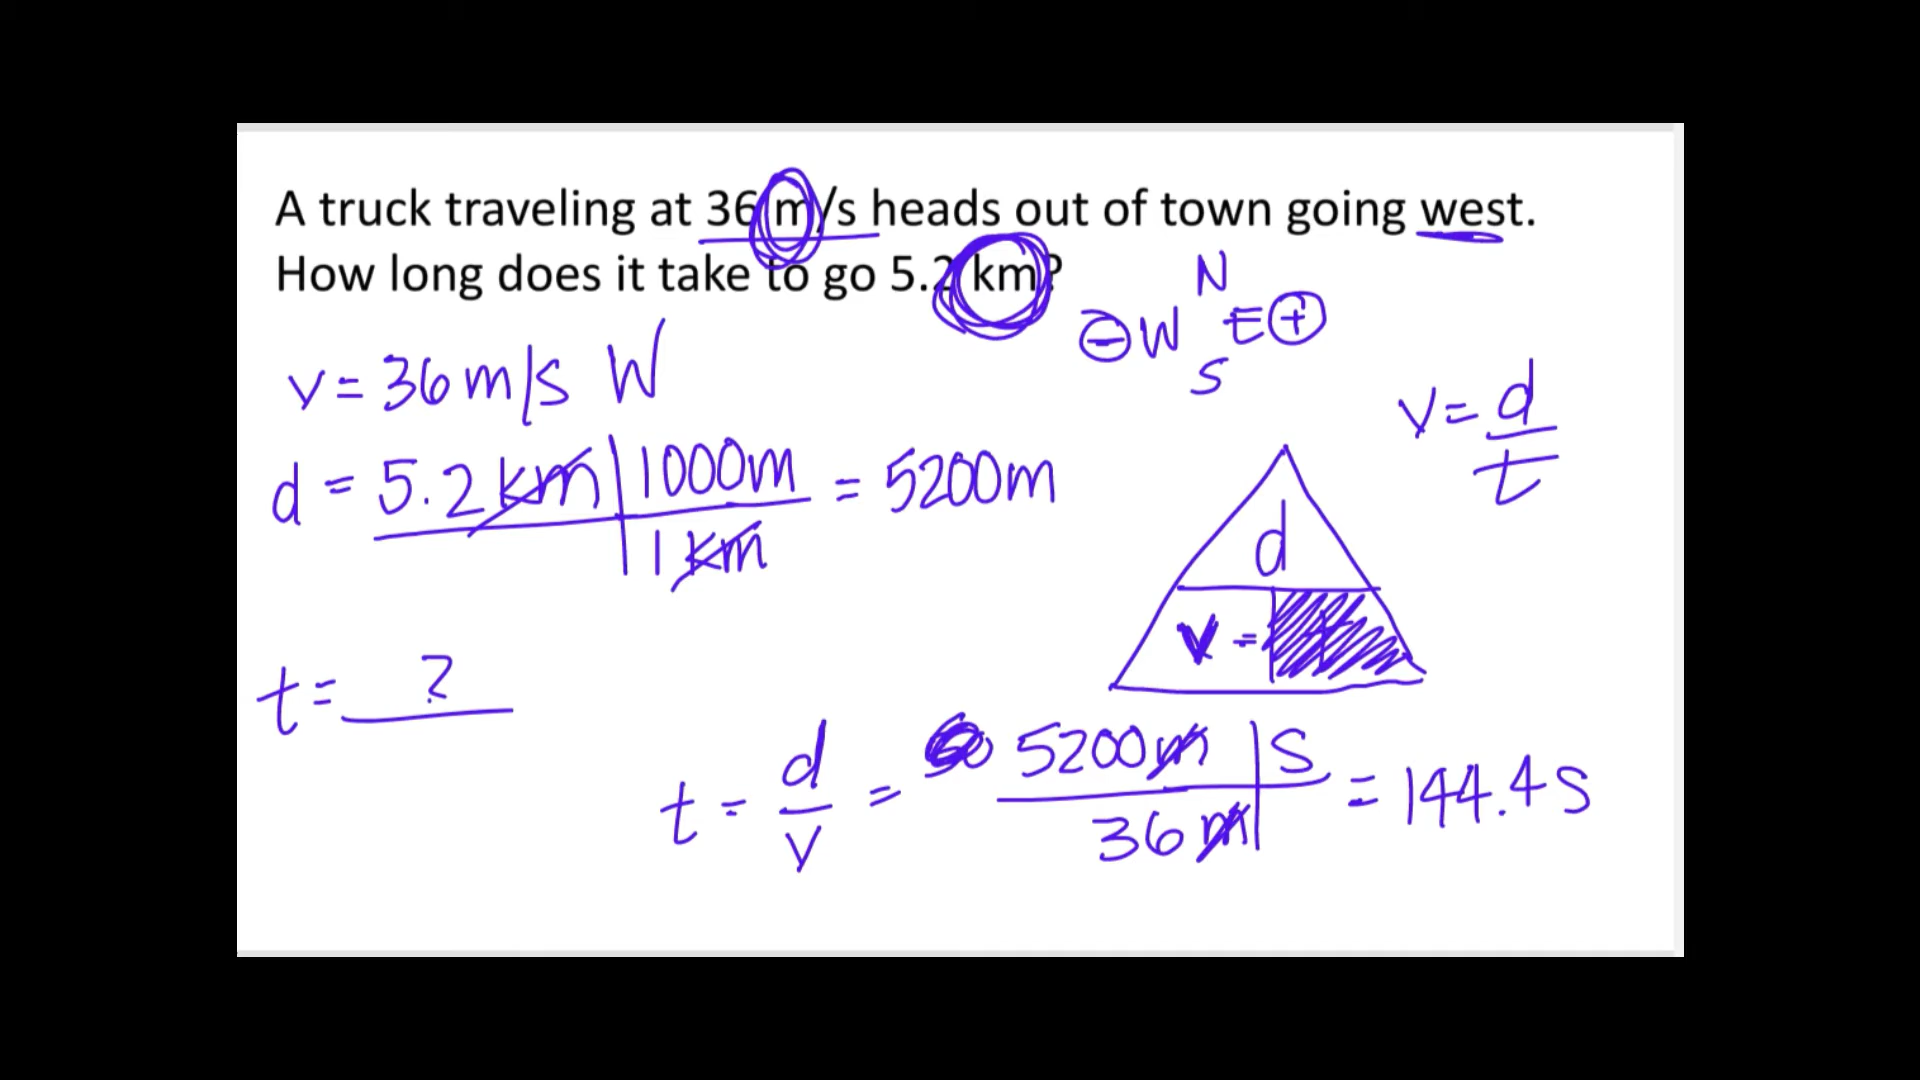 A truck traveling at 36 m/s heads out of town going west.
How long does it take to go 5.2 km?
N
⊖ W E ⊕
S
v = 36 m/s W
v = d/t
d = 5.2 km | 1000m / 1 km = 5200m
d
v =
t = ?
t = d/v = 5200m | s / 36 m = 144.4 s